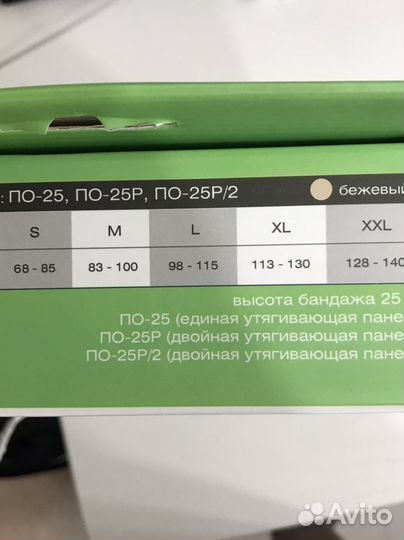 : ПО-25, ПО-25Р, ПО-25Р/2 бежевый
S M L XL XXL
68 - 85 83 - 100 98 - 115 113 - 130 128 - 140
высота бандажа 25
ПО-25 (единая утягивающая пане
ПО-25Р (двойная утягивающая пане
ПО-25Р/2 (двойная утягивающая пане
Avito